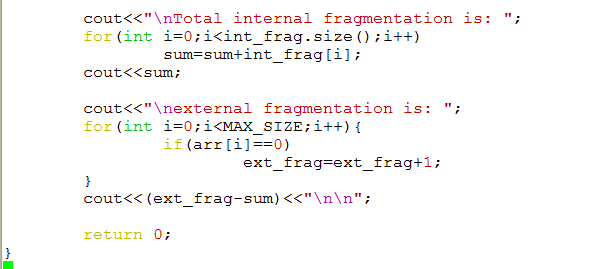 cout<<"\nTotal internal fragmentation is: ";
for(int i=0;i<int_frag.size();i++)
sum=sum+int_frag[i];
cout<<sum;
cout<<"\nexternal fragmentation is: ";
for(int i=0;i<MAX_SIZE;i++){
if(arr[i]==0)
ext_frag=ext_frag+1;
}
cout<<(ext_frag-sum)<<"\n\n";
return 0;
}